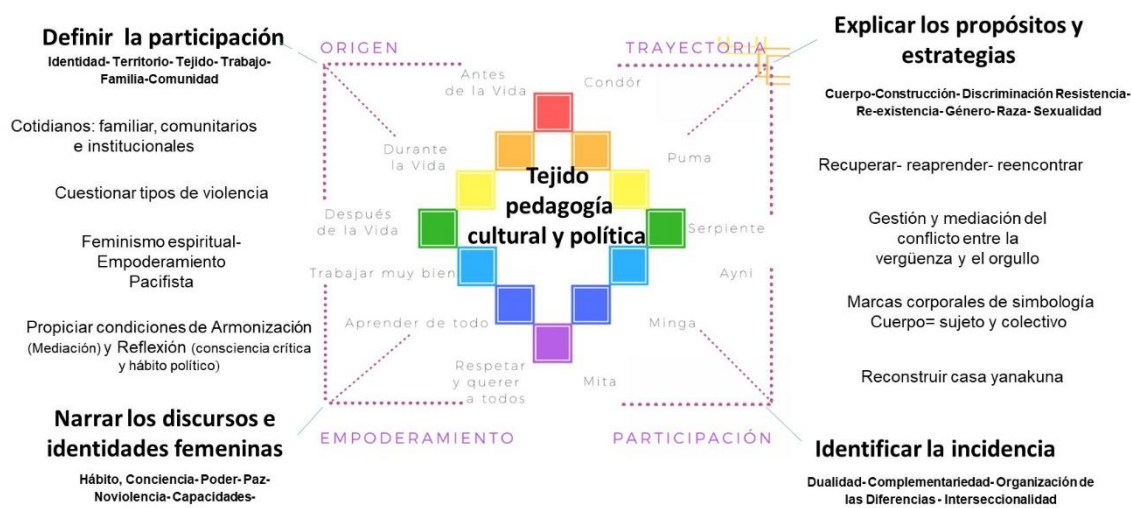 Definir  la participación
Identidad- Territorio- Tejido- Trabajo-
Familia-Comunidad
Cotidianos: familiar, comunitarios
e institucionales
Cuestionar tipos de violencia
Feminismo espiritual-
Empoderamiento
Pacifista
Propiciar condiciones de Armonización
(Mediación) y Reflexión (consciencia crítica
y hábito político)
Narrar los discursos e
identidades femeninas
Hábito, Conciencia- Poder- Paz-
Noviolencia- Capacidades-
ORIGEN
Antes
de la Vida
Durante
la Vida
Después
de la Vida
Trabajar muy bien
Aprender de todo
Respetar
y querer
a todos
EMPODERAMIENTO
Tejido
pedagogía
cultural y política
TRAYECTORIA
Condór
Puma
Serpiente
Ayni
Minga
Mita
PARTICIPACIÓN
Explicar los propósitos y
estrategias
Cuerpo-Construcción- Discriminación Resistencia-
Re-existencia- Género- Raza- Sexualidad
Recuperar- reaprender- reencontrar
Gestión y mediación del
conflicto entre la
vergüenza y el orgullo
Marcas corporales de simbología
Cuerpo= sujeto y colectivo
Reconstruir casa yanakuna
Identificar la incidencia
Dualidad- Complementariedad- Organización de
las Diferencias - Interseccionalidad